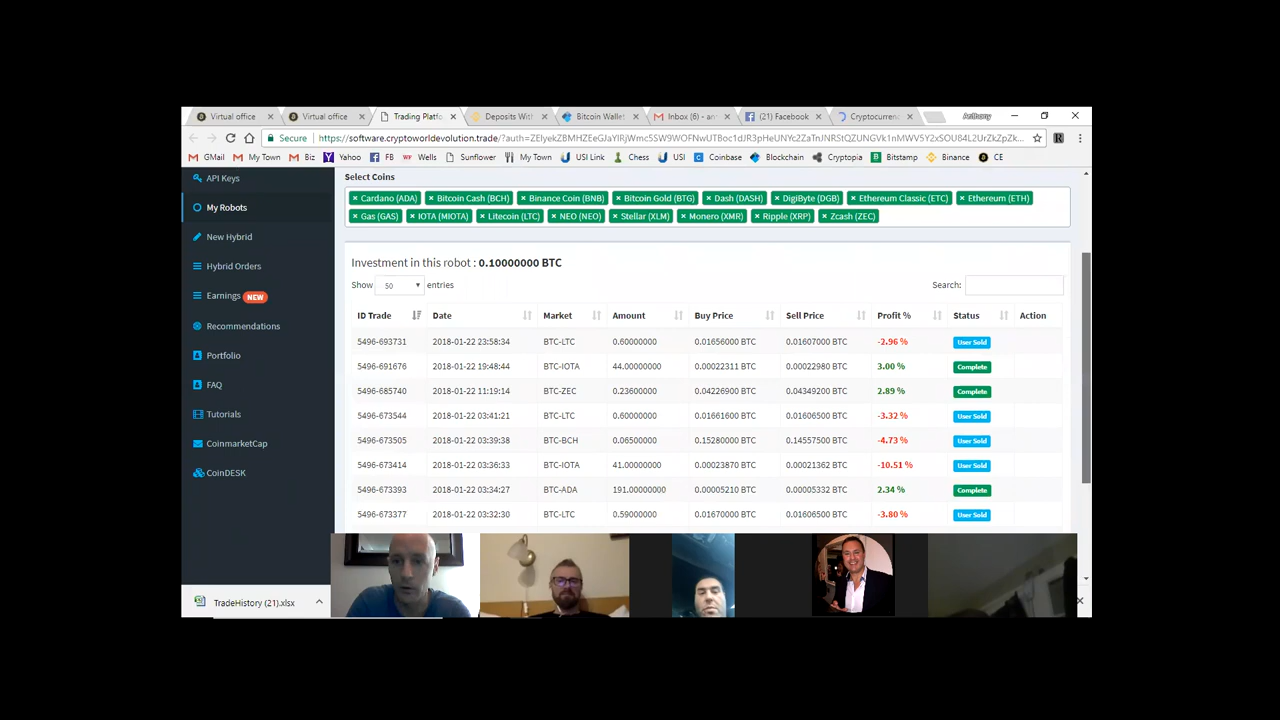 Virtual office
Virtual office
Trading Platfo
Deposits With
Bitcoin Wallet
Inbox (6) - an
(21) Facebook
Cryptocurren
Anthony
Secure
GMail
My Town
Biz
Yahoo
FB
Wells
Sunflower
My Town
USI Link
Chess
USI
Coinbase
Blockchain
Cryptopia
Bitstamp
Binance
CE
API Keys
My Robots
New Hybrid
Hybrid Orders
Earnings NEW
Recommendations
Portfolio
FAQ
Tutorials
CoinmarketCap
CoinDESK
Select Coins
× Cardano (ADA) × Bitcoin Cash (BCH) × Binance Coin (BNB) × Bitcoin Gold (BTG) × Dash (DASH) × DigiByte (DGB) × Ethereum Classic (ETC) × Ethereum (ETH)
× Gas (GAS) × IOTA (MIOTA) × Litecoin (LTC) × NEO (NEO) × Stellar (XLM) × Monero (XMR) × Ripple (XRP) × Zcash (ZEC)
Investment in this robot : 0.10000000 BTC
Show 50 entries Search:
ID Trade Date Market Amount Buy Price Sell Price Profit % Status Action
5496-693731 2018-01-22 23:58:34 BTC-LTC 0.60000000 0.01656000 BTC 0.01607000 BTC -2.96 % User Sold
5496-691676 2018-01-22 19:48:44 BTC-IOTA 44.00000000 0.00022311 BTC 0.00022980 BTC 3.00 % Complete
5496-685740 2018-01-22 11:19:14 BTC-ZEC 0.23600000 0.04226900 BTC 0.04349200 BTC 2.89 % Complete
5496-673544 2018-01-22 03:41:21 BTC-LTC 0.60000000 0.01661600 BTC 0.01606500 BTC -3.32 % User Sold
5496-673505 2018-01-22 03:39:38 BTC-BCH 0.06500000 0.15280000 BTC 0.14557500 BTC -4.73 % User Sold
5496-673414 2018-01-22 03:36:33 BTC-IOTA 41.00000000 0.00023870 BTC 0.00021362 BTC -10.51 % User Sold
5496-673393 2018-01-22 03:34:27 BTC-ADA 191.00000000 0.00005210 BTC 0.00005332 BTC 2.34 % Complete
5496-673377 2018-01-22 03:32:30 BTC-LTC 0.59000000 0.01670000 BTC 0.01606500 BTC -3.80 % User Sold
TradeHistory (21).xlsx